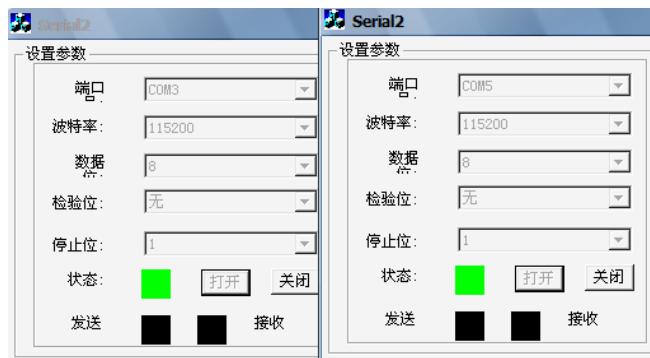 Serial2
设置参数
端口号:
COM3
波特率:
115200
数据位:
8
检验位:
无
停止位:
1
状态:
打开
关闭
发送
接收
Serial2
设置参数
端口号:
COM5
波特率:
115200
数据位:
8
检验位:
无
停止位:
1
状态:
打开
关闭
发送
接收